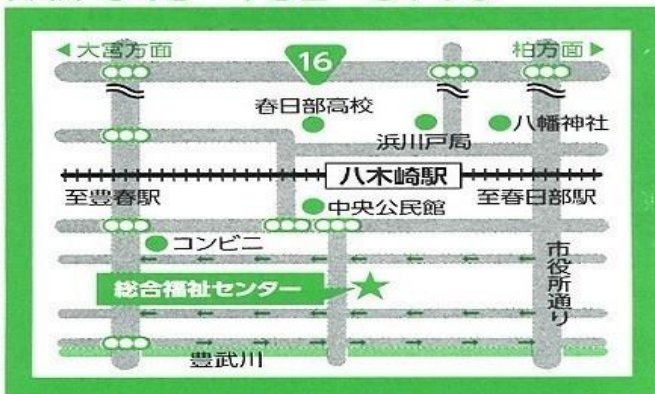 ◀大宮方面
16
柏方面▶
春日部高校
浜川戸局
八幡神社
八木崎駅
至豊春駅
至春日部駅
中央公民館
コンビニ
市役所通り
総合福祉センター
豊武川